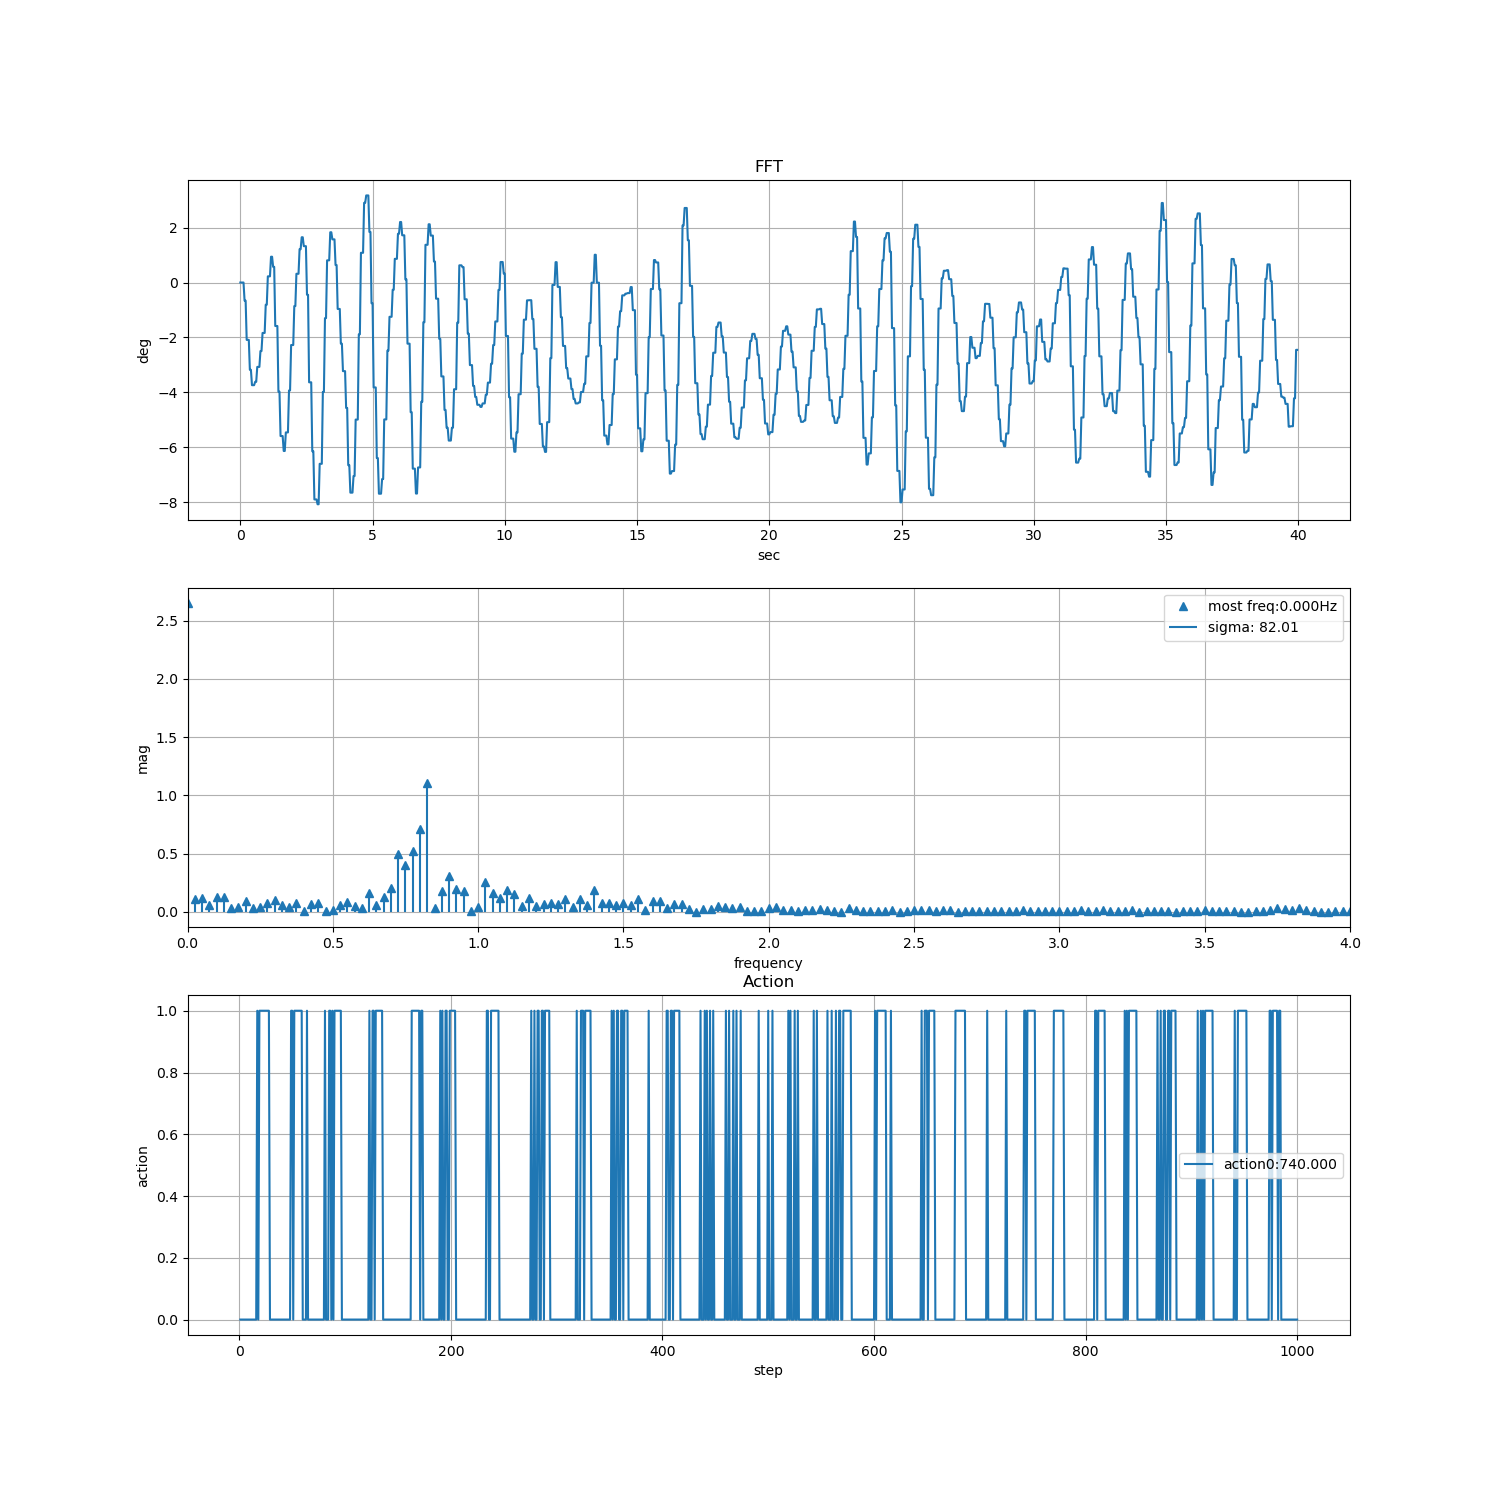 FFT
2
0
−2
−4
−6
−8
deg
0 5 10 15 20 25 30 35 40
sec
most freq:0.000Hz
sigma: 82.01
2.5
2.0
1.5
1.0
0.5
0.0
mag
0.0 0.5 1.0 1.5 2.0 2.5 3.0 3.5 4.0
frequency
Action
1.0
0.8
0.6
0.4
0.2
0.0
action
action0:740.000
0 200 400 600 800 1000
step